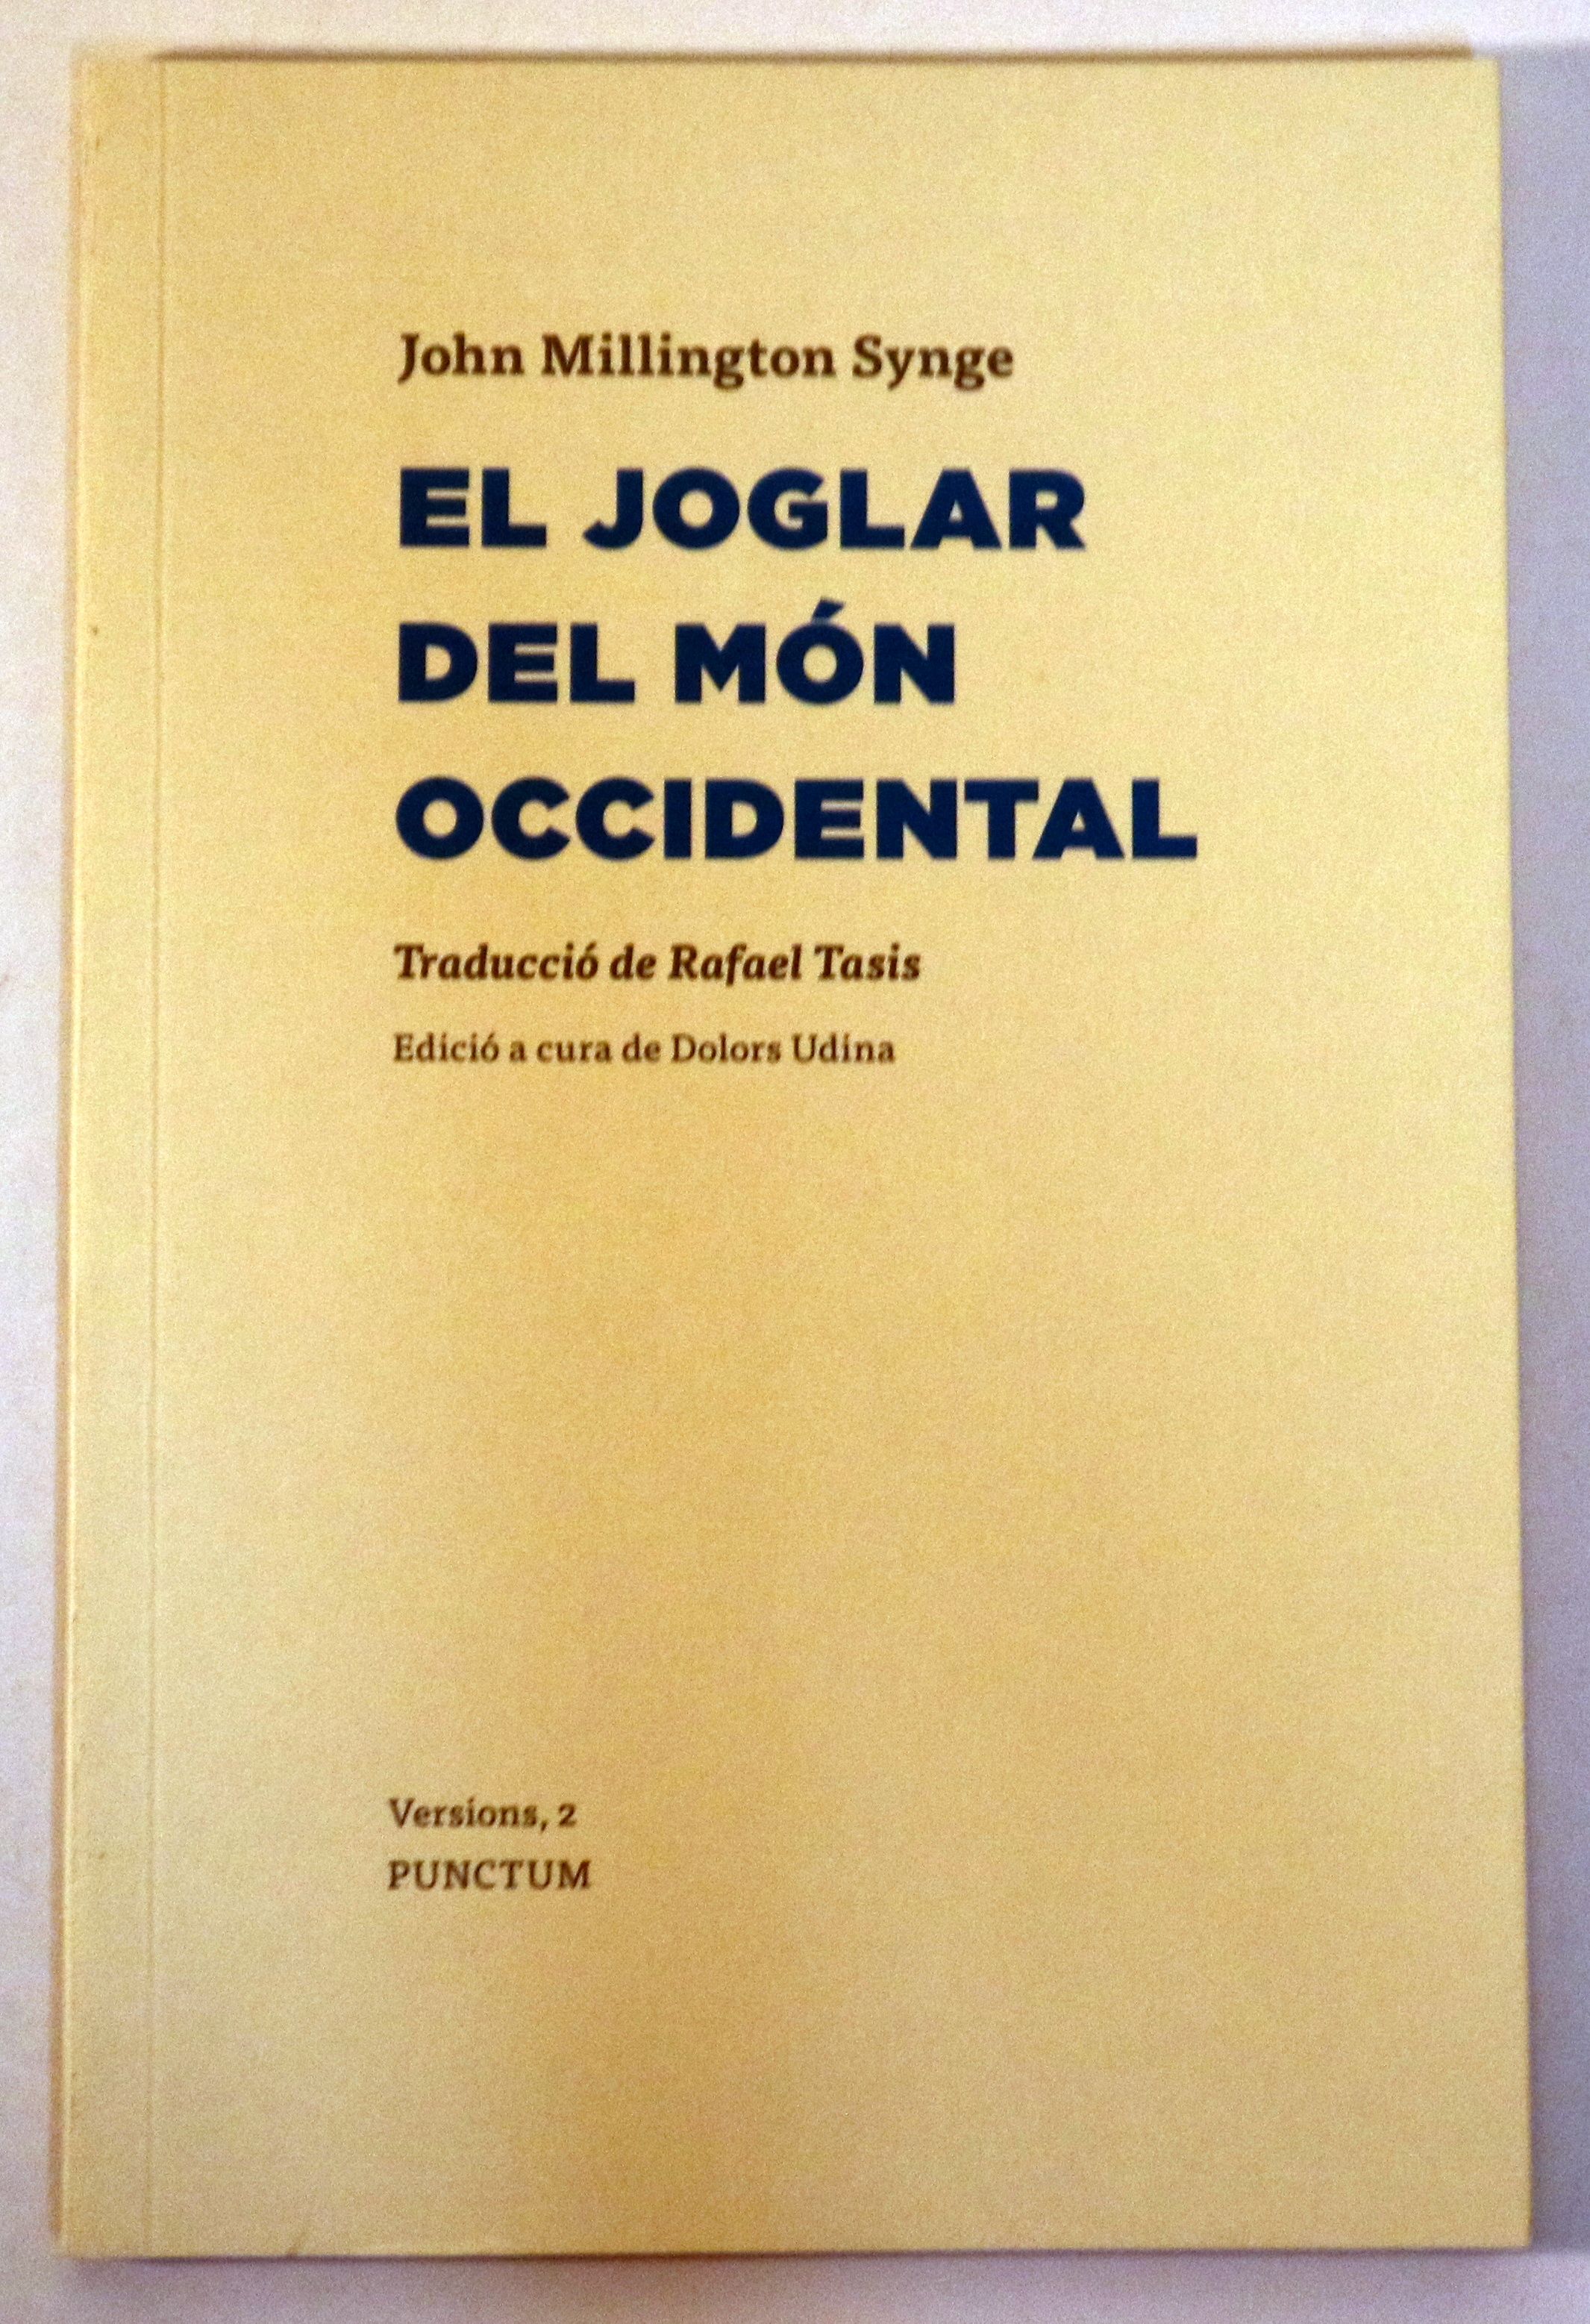 John Millington Synge
EL JOGLAR
DEL MÓN
OCCIDENTAL
Traducció de Rafael Tasis
Edició a cura de Dolors Udina
Versions, 2
PUNCTUM